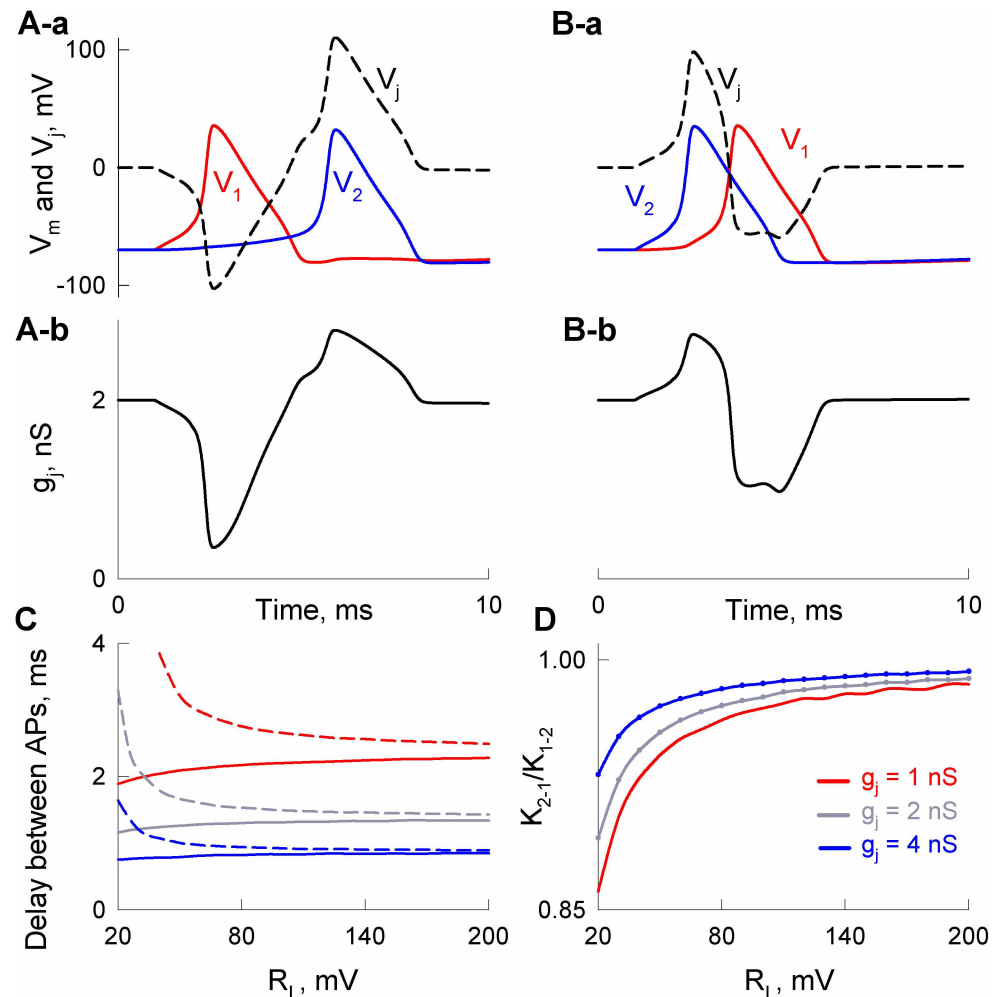 A-a
B-a
100
0
-100
V_m and V_j, mV
V_j
V_1
V_2
V_j
V_1
V_2
A-b
B-b
2
0
g_j, nS
0
Time, ms
10
0
Time, ms
10
C
D
4
2
0
Delay between APs, ms
20
80
140
200
R_I, mV
1.00
0.85
K_2-1/K_1-2
g_j = 1 nS
g_j = 2 nS
g_j = 4 nS
20
80
140
200
R_I, mV